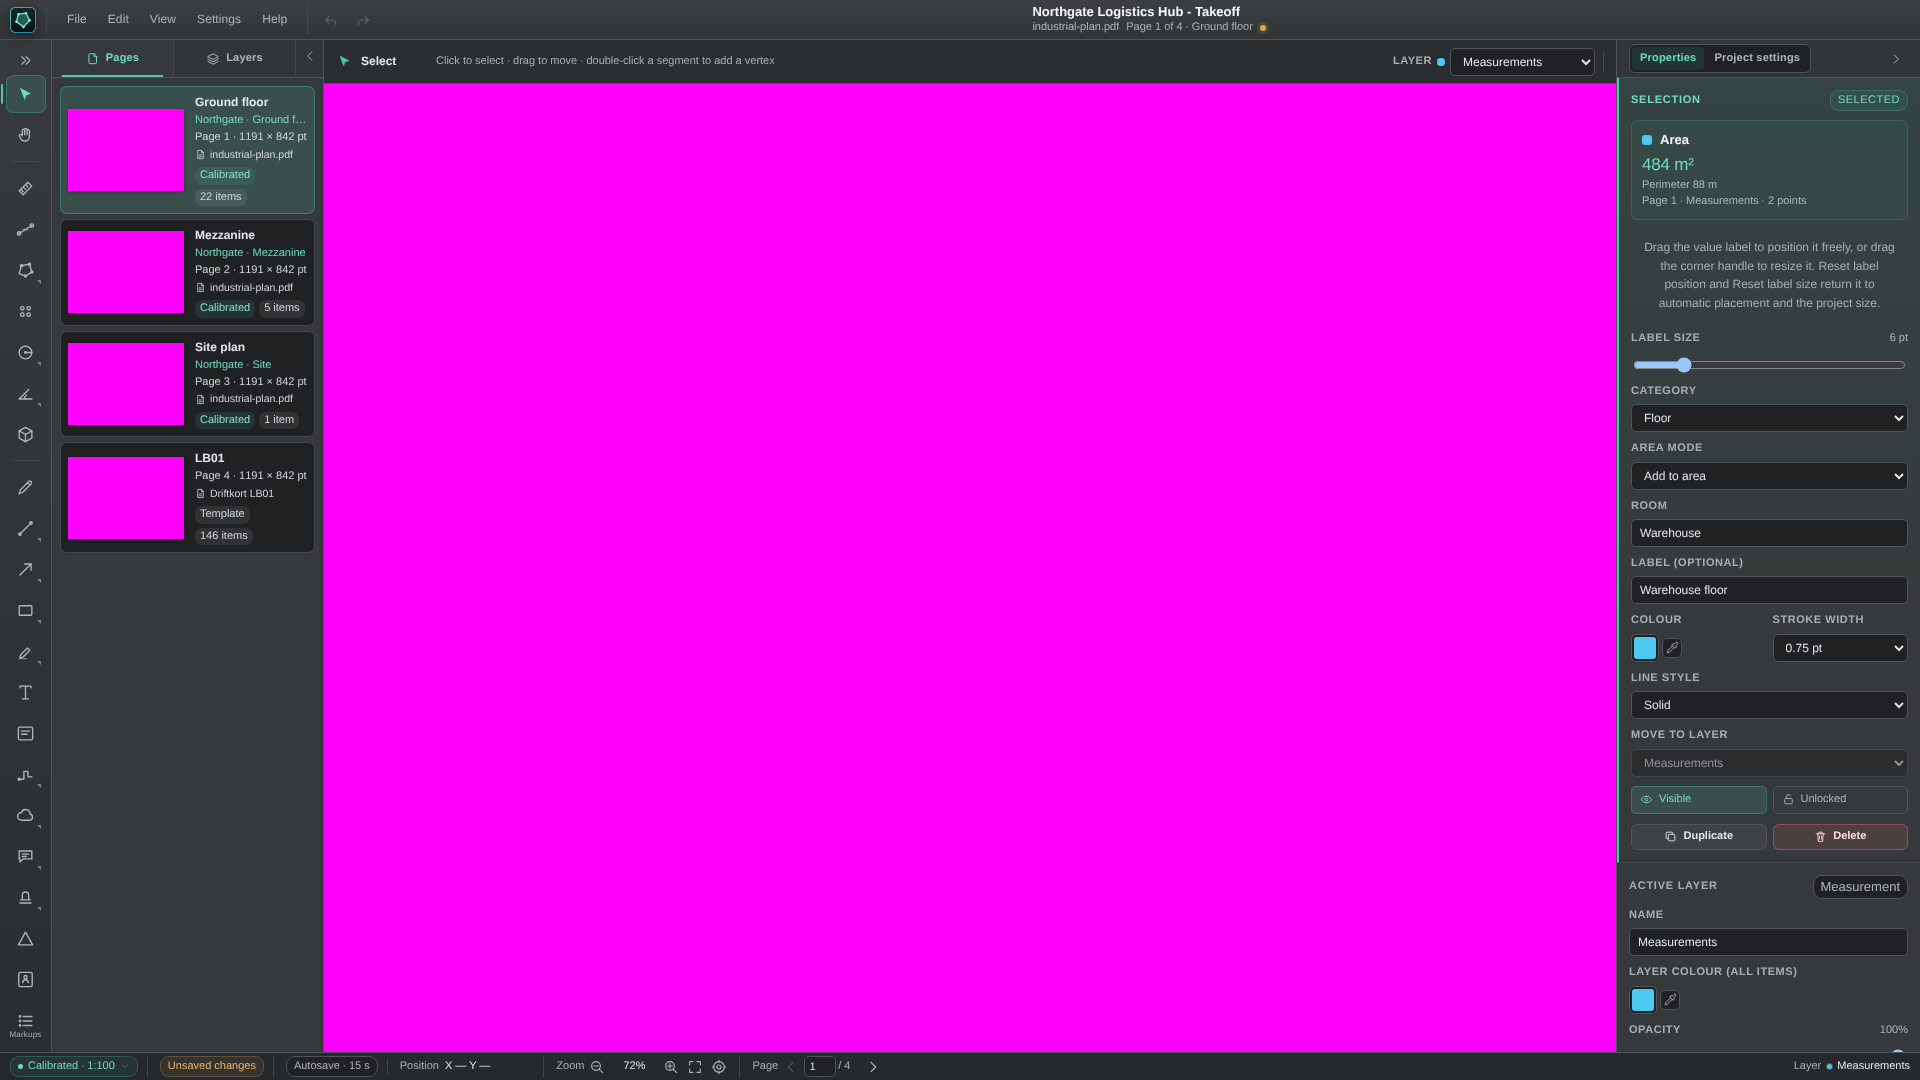 File Edit View Settings Help
Northgate Logistics Hub - Takeoff
industrial-plan.pdf Page 1 of 4 · Ground floor
Pages Layers
Select Click to select · drag to move · double-click a segment to add a vertex
LAYER Measurements
Properties Project settings
Ground floor
Northgate · Ground f…
Page 1 · 1191 × 842 pt
industrial-plan.pdf
Calibrated
22 items
Mezzanine
Northgate · Mezzanine
Page 2 · 1191 × 842 pt
industrial-plan.pdf
Calibrated 5 items
Site plan
Northgate · Site
Page 3 · 1191 × 842 pt
industrial-plan.pdf
Calibrated 1 item
LB01
Page 4 · 1191 × 842 pt
Driftkort LB01
Template
146 items
Markups
SELECTION SELECTED
Area
484 m²
Perimeter 88 m
Page 1 · Measurements · 2 points
Drag the value label to position it freely, or drag
the corner handle to resize it. Reset label
position and Reset label size return it to
automatic placement and the project size.
LABEL SIZE 6 pt
CATEGORY
Floor
AREA MODE
Add to area
ROOM
Warehouse
LABEL (OPTIONAL)
Warehouse floor
COLOUR STROKE WIDTH
0.75 pt
LINE STYLE
Solid
MOVE TO LAYER
Measurements
Visible Unlocked
Duplicate Delete
ACTIVE LAYER Measurement
NAME
Measurements
LAYER COLOUR (ALL ITEMS)
OPACITY 100%
Calibrated · 1:100 Unsaved changes Autosave · 15 s Position X — Y — Zoom 72% Page 1 / 4 Layer Measurements